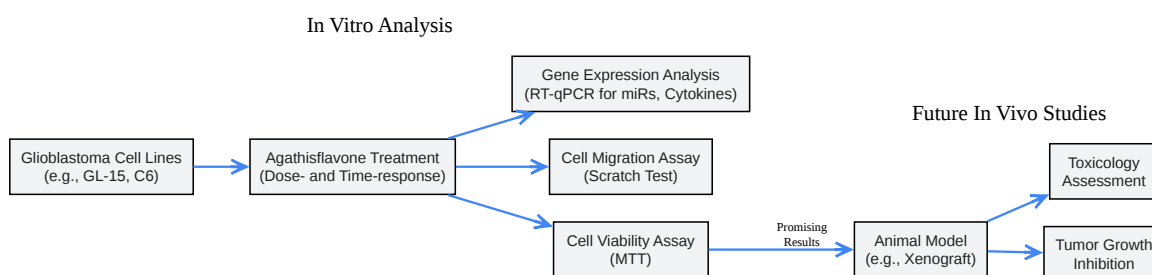 In Vitro Analysis
Gene Expression Analysis
(RT-qPCR for miRs, Cytokines)
Future In Vivo Studies
Glioblastoma Cell Lines
(e.g., GL-15, C6)
Agathisflavone Treatment
(Dose- and Time-response)
Cell Migration Assay
(Scratch Test)
Toxicology
Assessment
Cell Viability Assay
(MTT)
Promising
Results
Animal Model
(e.g., Xenograft)
Tumor Growth
Inhibition